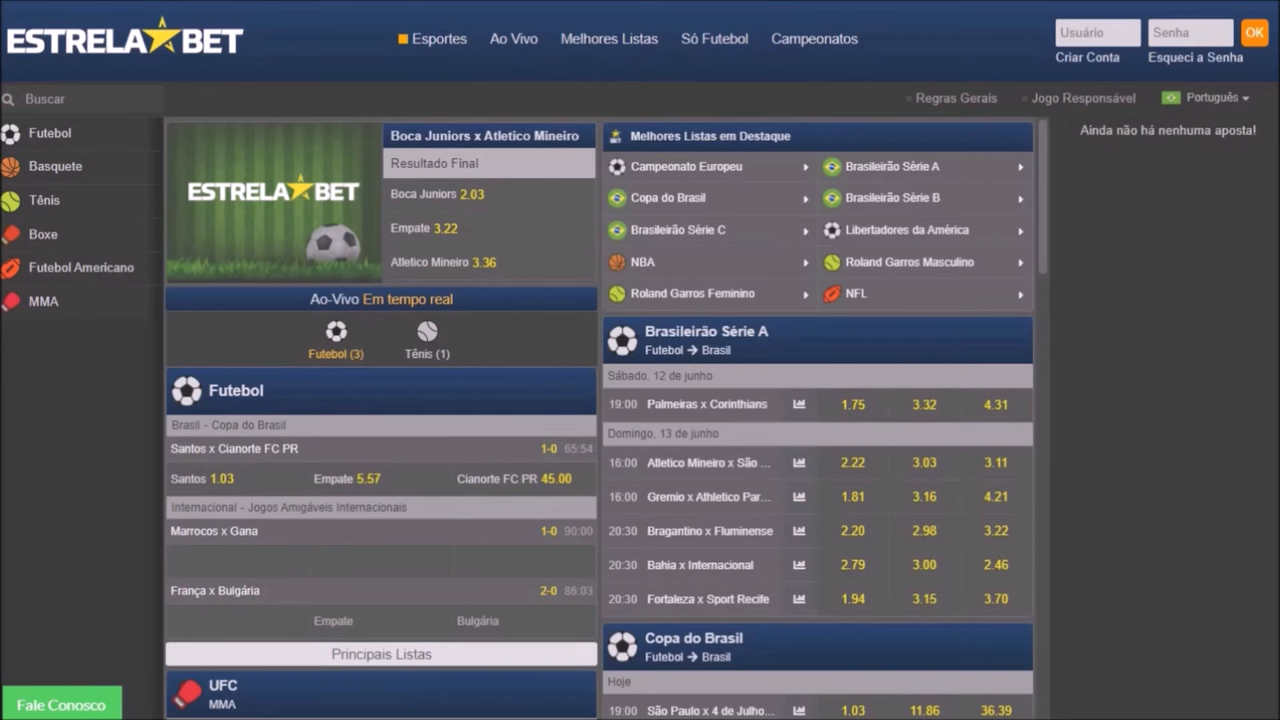 ESTRELA BET
Esportes Ao Vivo Melhores Listas Só Futebol Campeonatos
Usuário Senha OK
Criar Conta Esqueci a Senha
Buscar
Regras Gerais Jogo Responsável Português
Ainda não há nenhuma aposta!
Futebol
Basquete
Tênis
Boxe
Futebol Americano
MMA
ESTRELA BET
Boca Juniors x Atletico Mineiro
Resultado Final
Boca Juniors 2.03
Empate 3.22
Atletico Mineiro 3.36
Ao-Vivo Em tempo real
Futebol (3) Tênis (1)
Futebol
Brasil - Copa do Brasil
Santos x Cianorte FC PR 1-0 65:54
Santos 1.03 Empate 5.57 Cianorte FC PR 45.00
Internacional - Jogos Amigáveis Internacionais
Marrocos x Gana 1-0 90:00
França x Bulgária 2-0 86:03
Empate Bulgária
Principais Listas
UFC
MMA
Melhores Listas em Destaque
Campeonato Europeu Brasileirão Série A
Copa do Brasil Brasileirão Série B
Brasileirão Série C Libertadores da América
NBA Roland Garros Masculino
Roland Garros Feminino NFL
Brasileirão Série A
Futebol → Brasil
Sábado, 12 de junho
19:00 Palmeiras x Corinthians 1.75 3.32 4.31
Domingo, 13 de junho
16:00 Atletico Mineiro x São ... 2.22 3.03 3.11
16:00 Gremio x Athletico Par... 1.81 3.16 4.21
20:30 Bragantino x Fluminense 2.20 2.98 3.22
20:30 Bahia x Internacional 2.79 3.00 2.46
20:30 Fortaleza x Sport Recife 1.94 3.15 3.70
Copa do Brasil
Futebol → Brasil
Hoje
19:00 São Paulo x 4 de Julho... 1.03 11.86 36.39
Fale Conosco